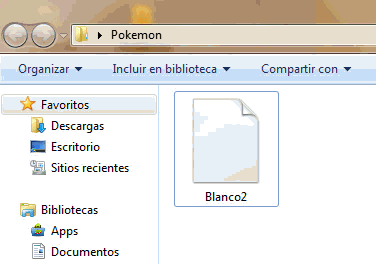 Pokemon
Organizar Incluir en biblioteca Compartir con
Favoritos
Descargas
Escritorio
Sitios recientes
Bibliotecas
Apps
Documentos
Blanco2